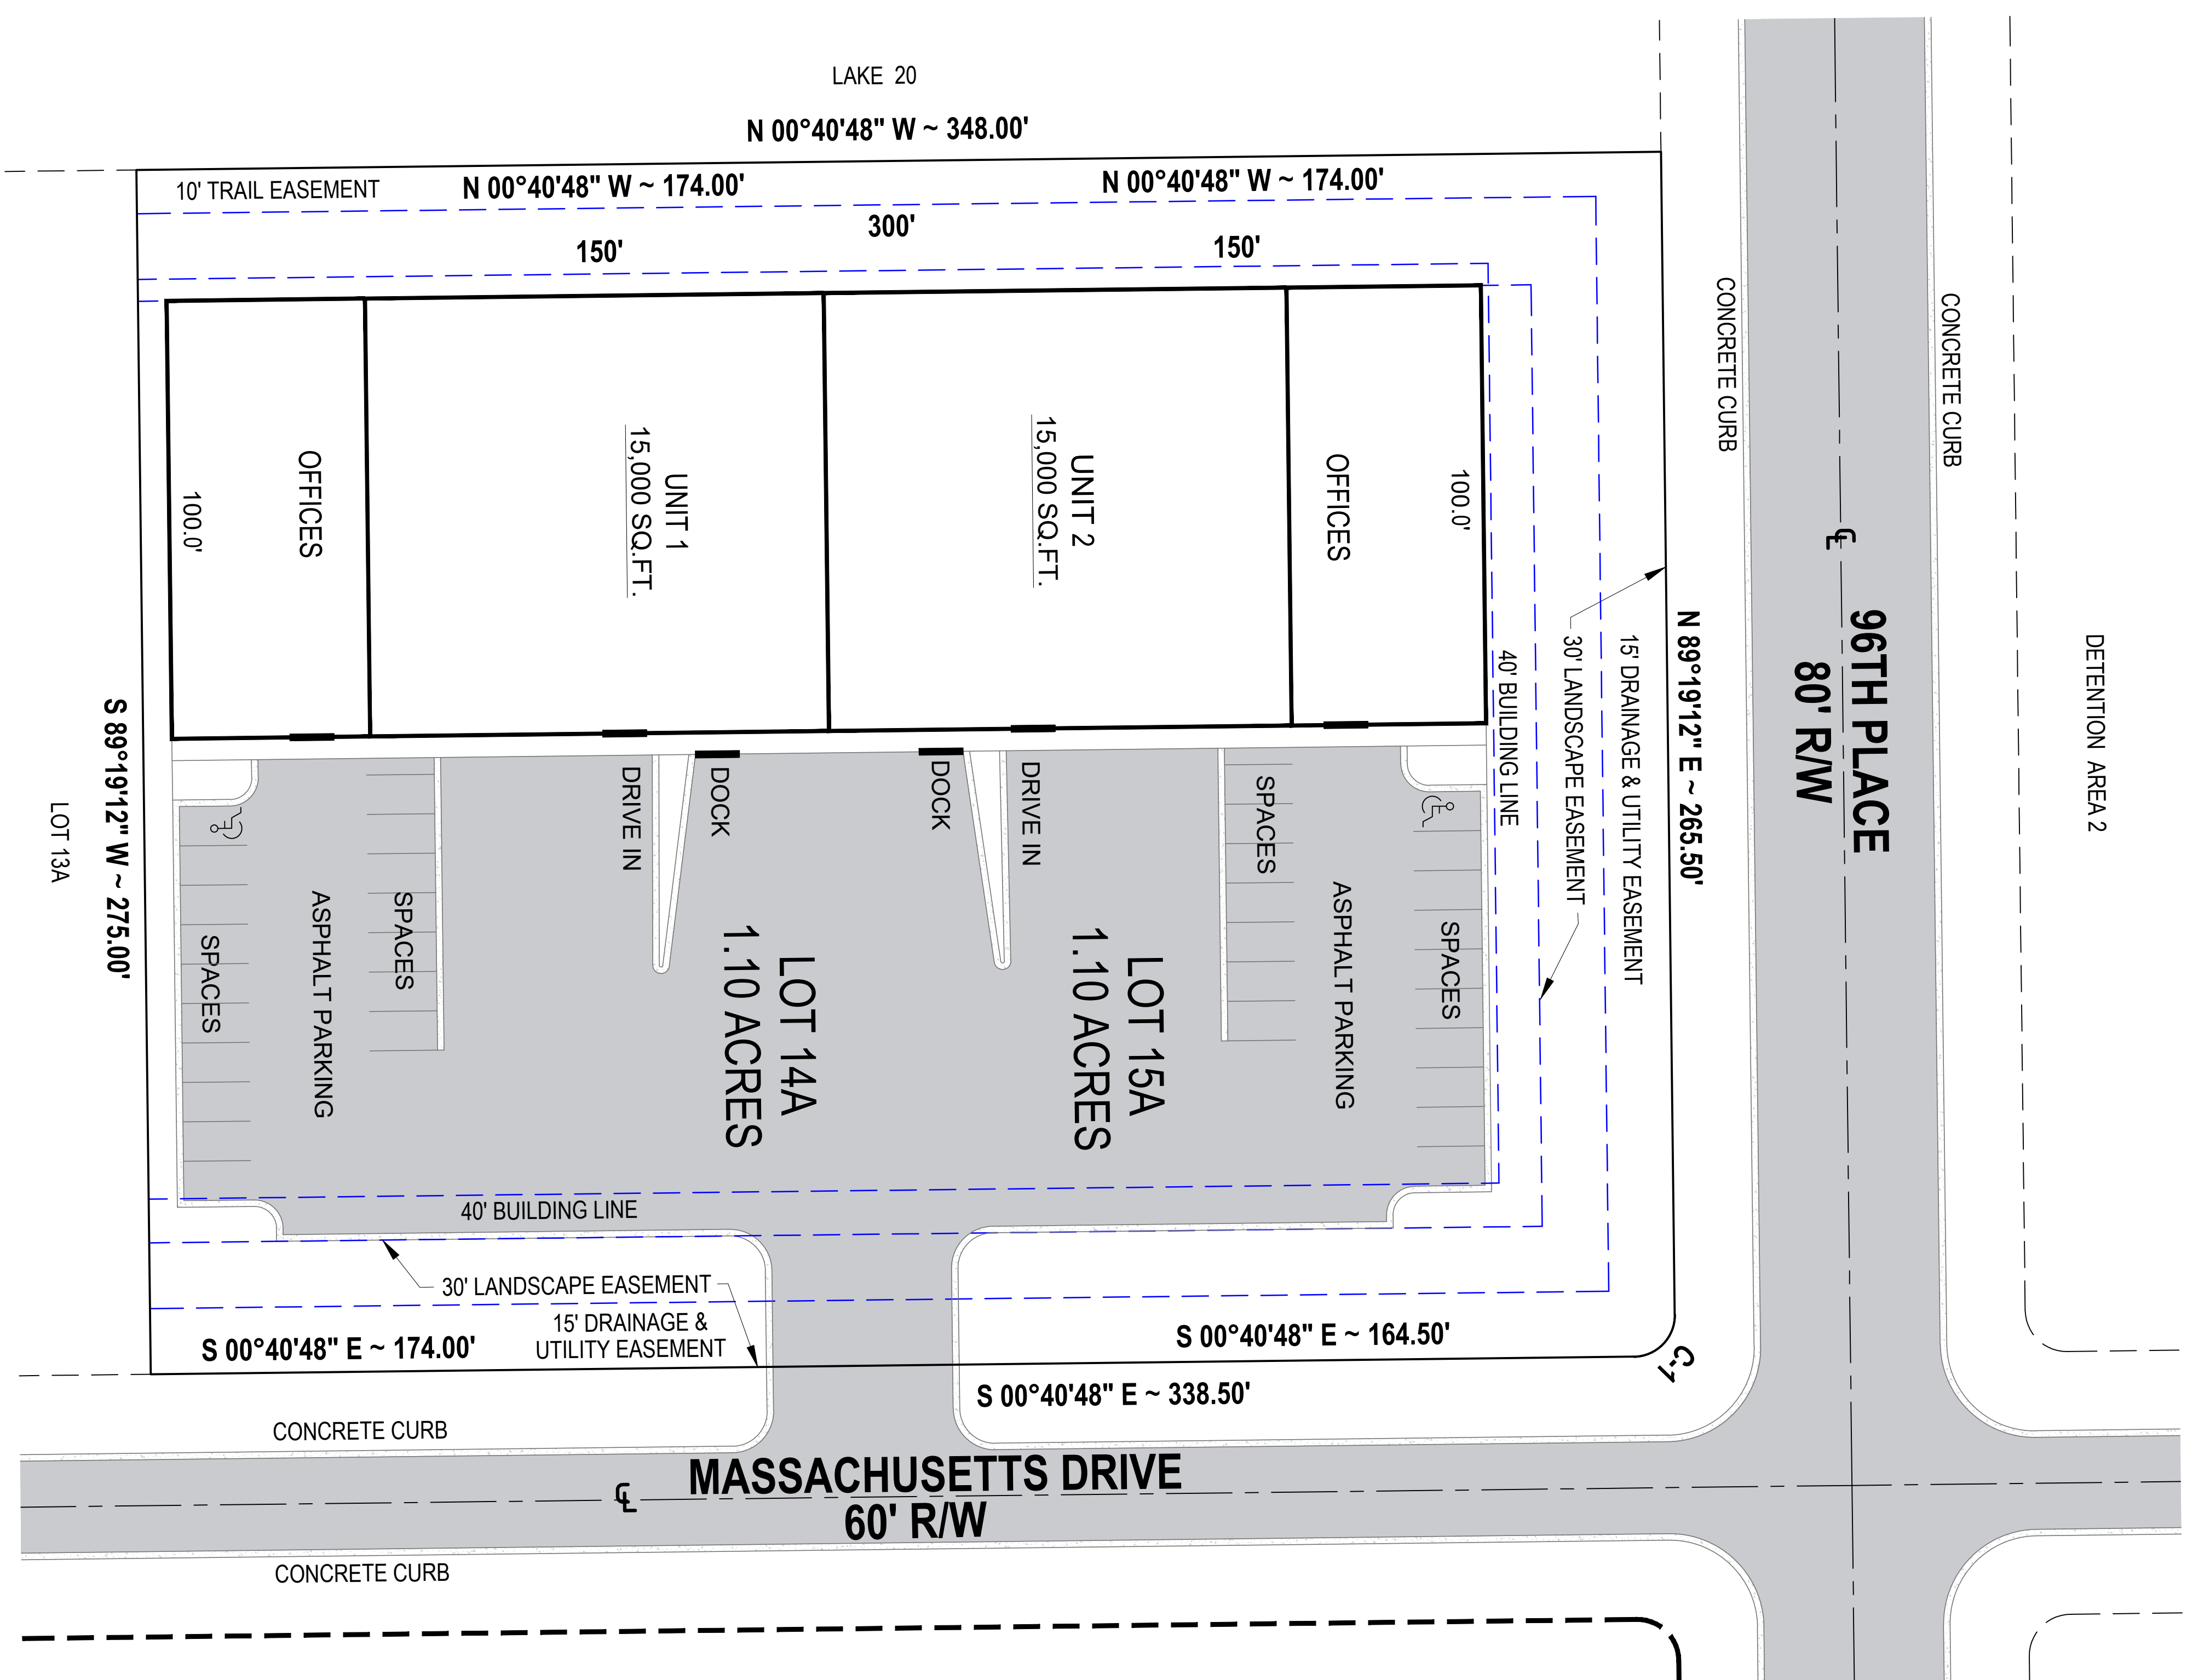 LAKE 20
N 00°40'48" W ~ 348.00'
10' TRAIL EASEMENT
N 00°40'48" W ~ 174.00'
N 00°40'48" W ~ 174.00'
300'
150'
150'
OFFICES
100.0'
UNIT 1
15,000 SQ.FT.
UNIT 2
15,000 SQ.FT.
OFFICES
100.0'
CONCRETE CURB
CONCRETE CURB
40' BUILDING LINE
30' LANDSCAPE EASEMENT
15' DRAINAGE & UTILITY EASEMENT
N 89°19'12" E ~ 265.50'
96TH PLACE
80' R/W
DETENTION AREA 2
LOT 13A
S 89°19'12" W ~ 275.00'
SPACES
ASPHALT PARKING
SPACES
DRIVE IN
DOCK
DOCK
DRIVE IN
SPACES
ASPHALT PARKING
SPACES
LOT 14A
1.10 ACRES
LOT 15A
1.10 ACRES
40' BUILDING LINE
30' LANDSCAPE EASEMENT
15' DRAINAGE &
UTILITY EASEMENT
S 00°40'48" E ~ 174.00'
S 00°40'48" E ~ 164.50'
C-1
S 00°40'48" E ~ 338.50'
CONCRETE CURB
MASSACHUSETTS DRIVE
60' R/W
CONCRETE CURB